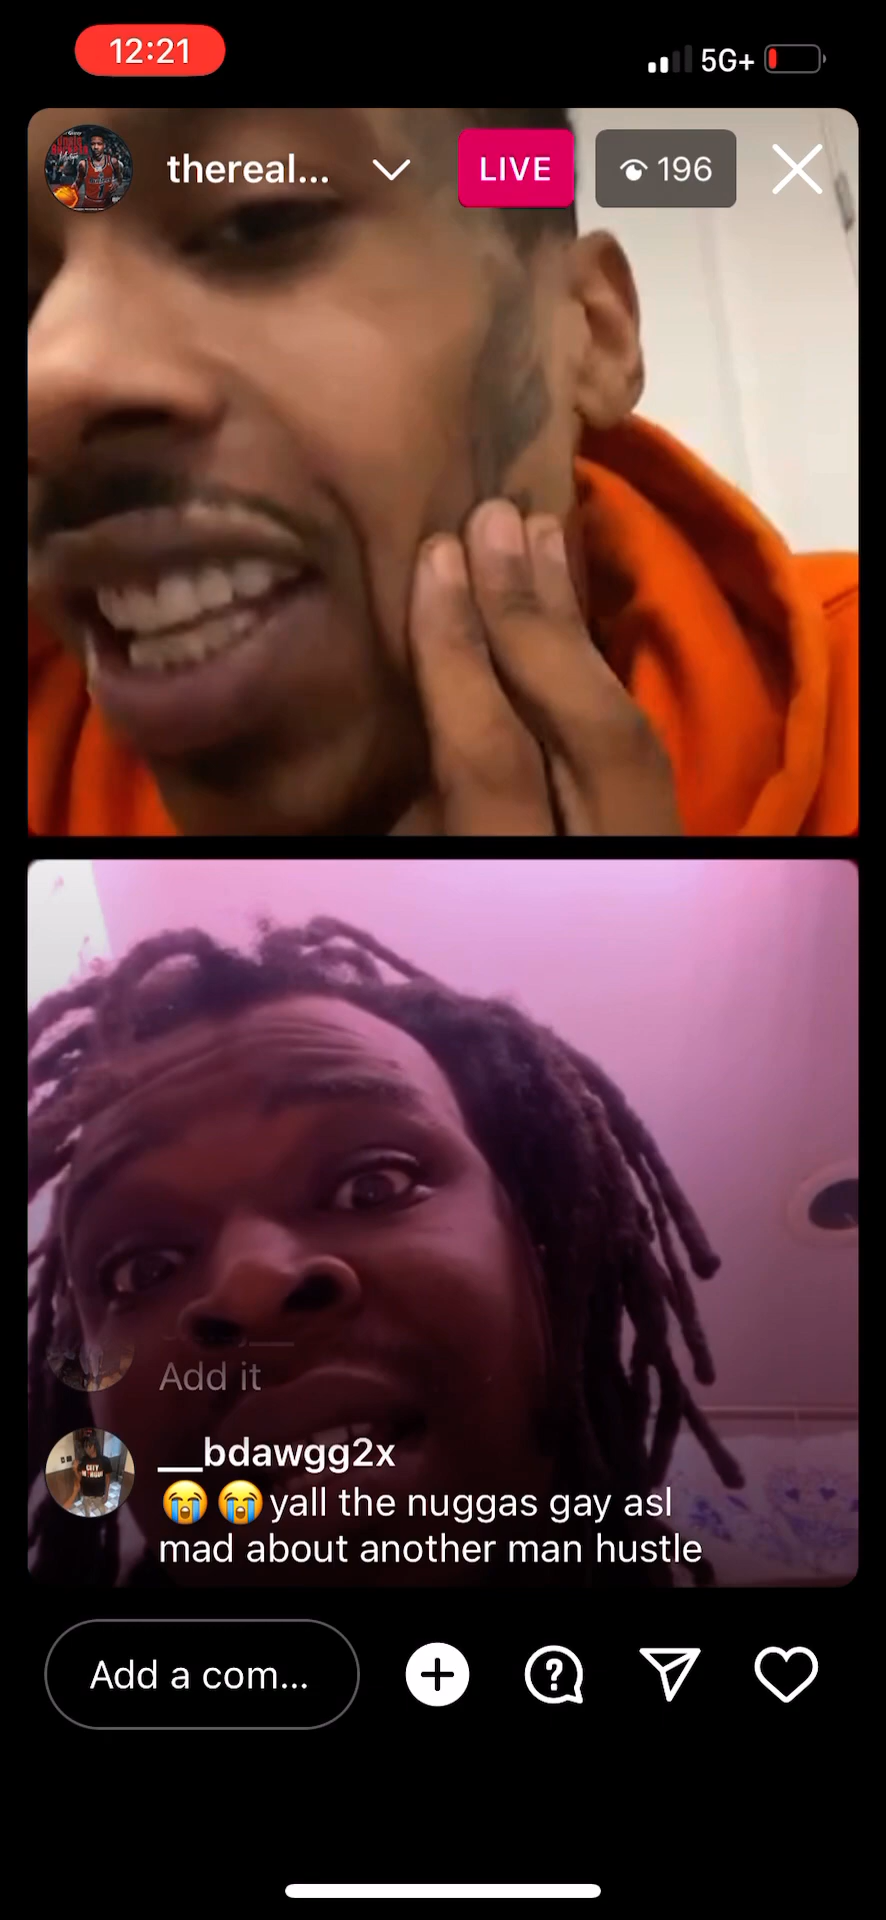 12:21
5G+
thereal...
LIVE
196
Add it
__bdawgg2x
😭😭yall the nuggas gay asl
mad about another man hustle
Add a com...